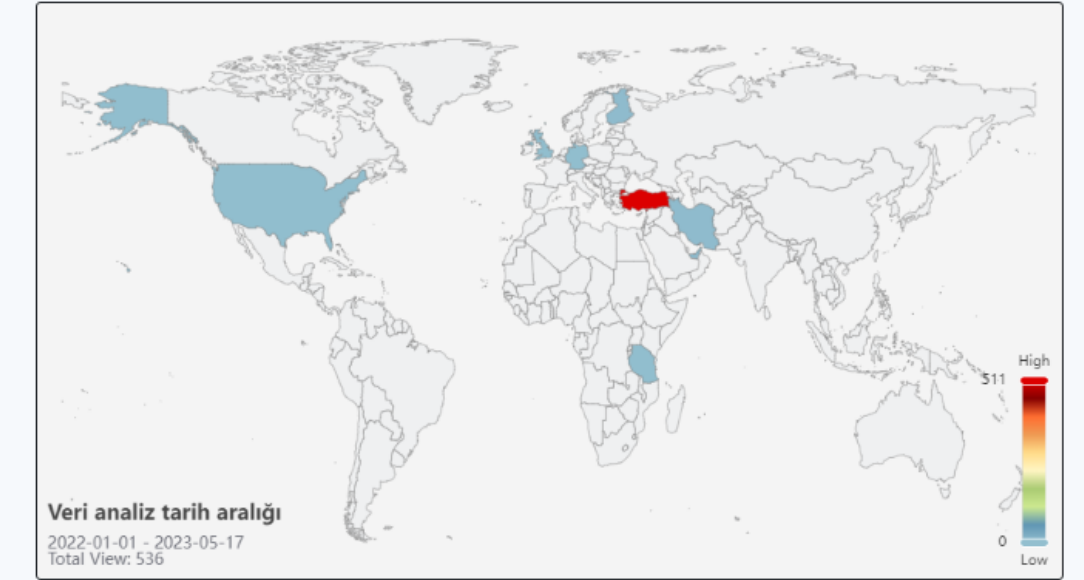 High
511
0
Low
Veri analiz tarih aralığı
2022-01-01 - 2023-05-17
Total View: 536